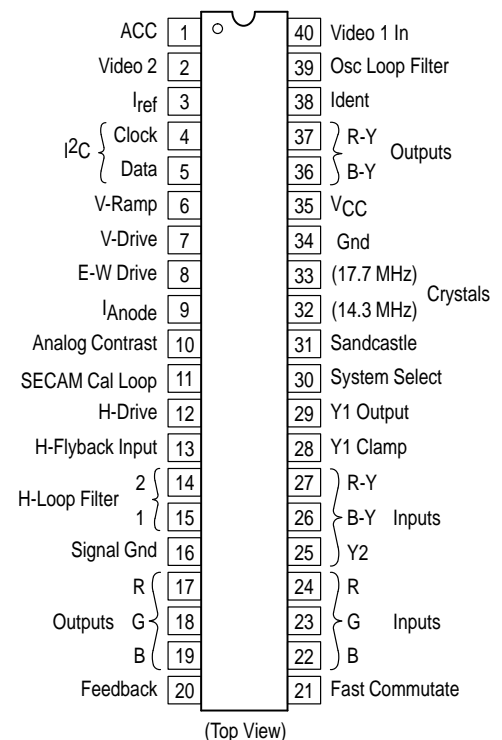 ACC 1 40 Video 1 In
Video 2 2 39 Osc Loop Filter
Iref 3 38 Ident
I2C Clock 4 37 R-Y Outputs
Data 5 36 B-Y
V-Ramp 6 35 VCC
V-Drive 7 34 Gnd
E-W Drive 8 33 (17.7 MHz) Crystals
IAnode 9 32 (14.3 MHz)
Analog Contrast 10 31 Sandcastle
SECAM Cal Loop 11 30 System Select
H-Drive 12 29 Y1 Output
H-Flyback Input 13 28 Y1 Clamp
H-Loop Filter 2 14 27 R-Y
1 15 26 B-Y Inputs
Signal Gnd 16 25 Y2
R 17 24 R
Outputs G 18 23 G Inputs
B 19 22 B
Feedback 20 21 Fast Commutate
(Top View)